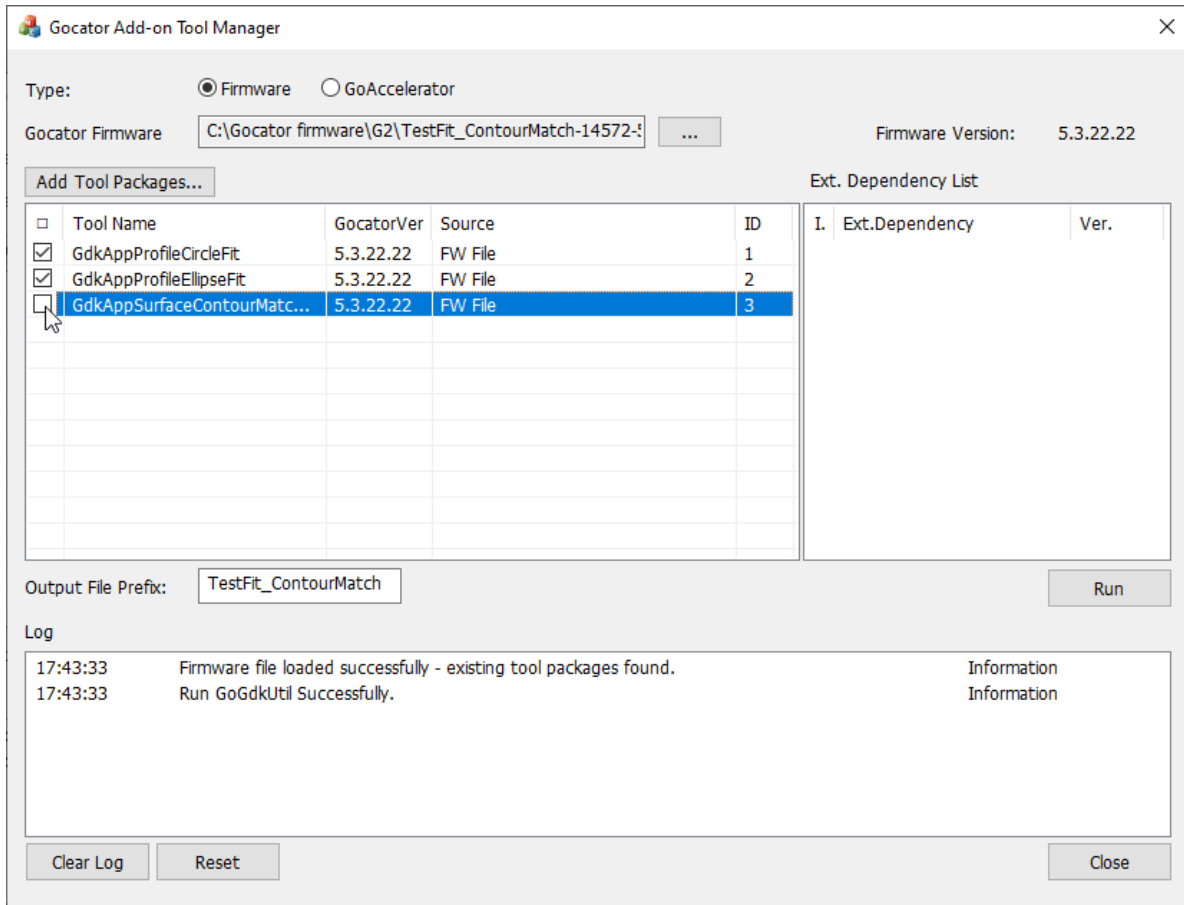 Gocator Add-on Tool Manager
Type: Firmware GoAccelerator
Gocator Firmware C:\Gocator firmware\G2\TestFit_ContourMatch-14572- ... Firmware Version: 5.3.22.22
Add Tool Packages... Ext. Dependency List
Tool Name GocatorVer Source ID I. Ext.Dependency Ver.
GdkAppProfileCircleFit 5.3.22.22 FW File 1
GdkAppProfileEllipseFit 5.3.22.22 FW File 2
GdkAppSurfaceContourMatc... 5.3.22.22 FW File 3
Output File Prefix: TestFit_ContourMatch Run
Log
17:43:33 Firmware file loaded successfully - existing tool packages found. Information
17:43:33 Run GoGdkUtil Successfully. Information
Clear Log Reset Close